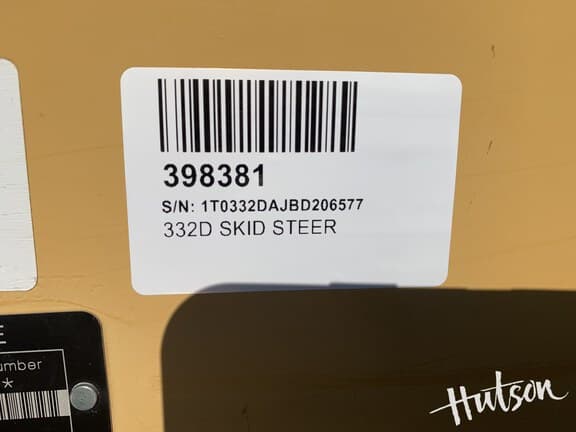 398381
S/N: 1T0332DAJBD206577
332D SKID STEER
E
umber
*
Hutson